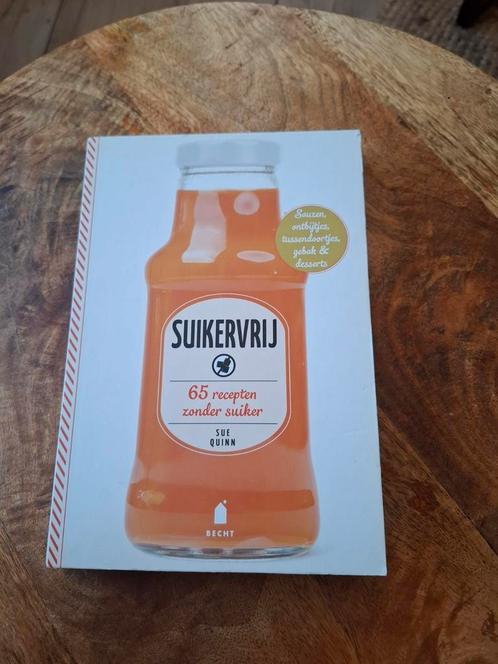 Sauzen,
ontbijtjes,
tussendoortjes,
gebak &
desserts
SUIKERVRIJ
65 recepten
zonder suiker
SUE
QUINN
BECHT